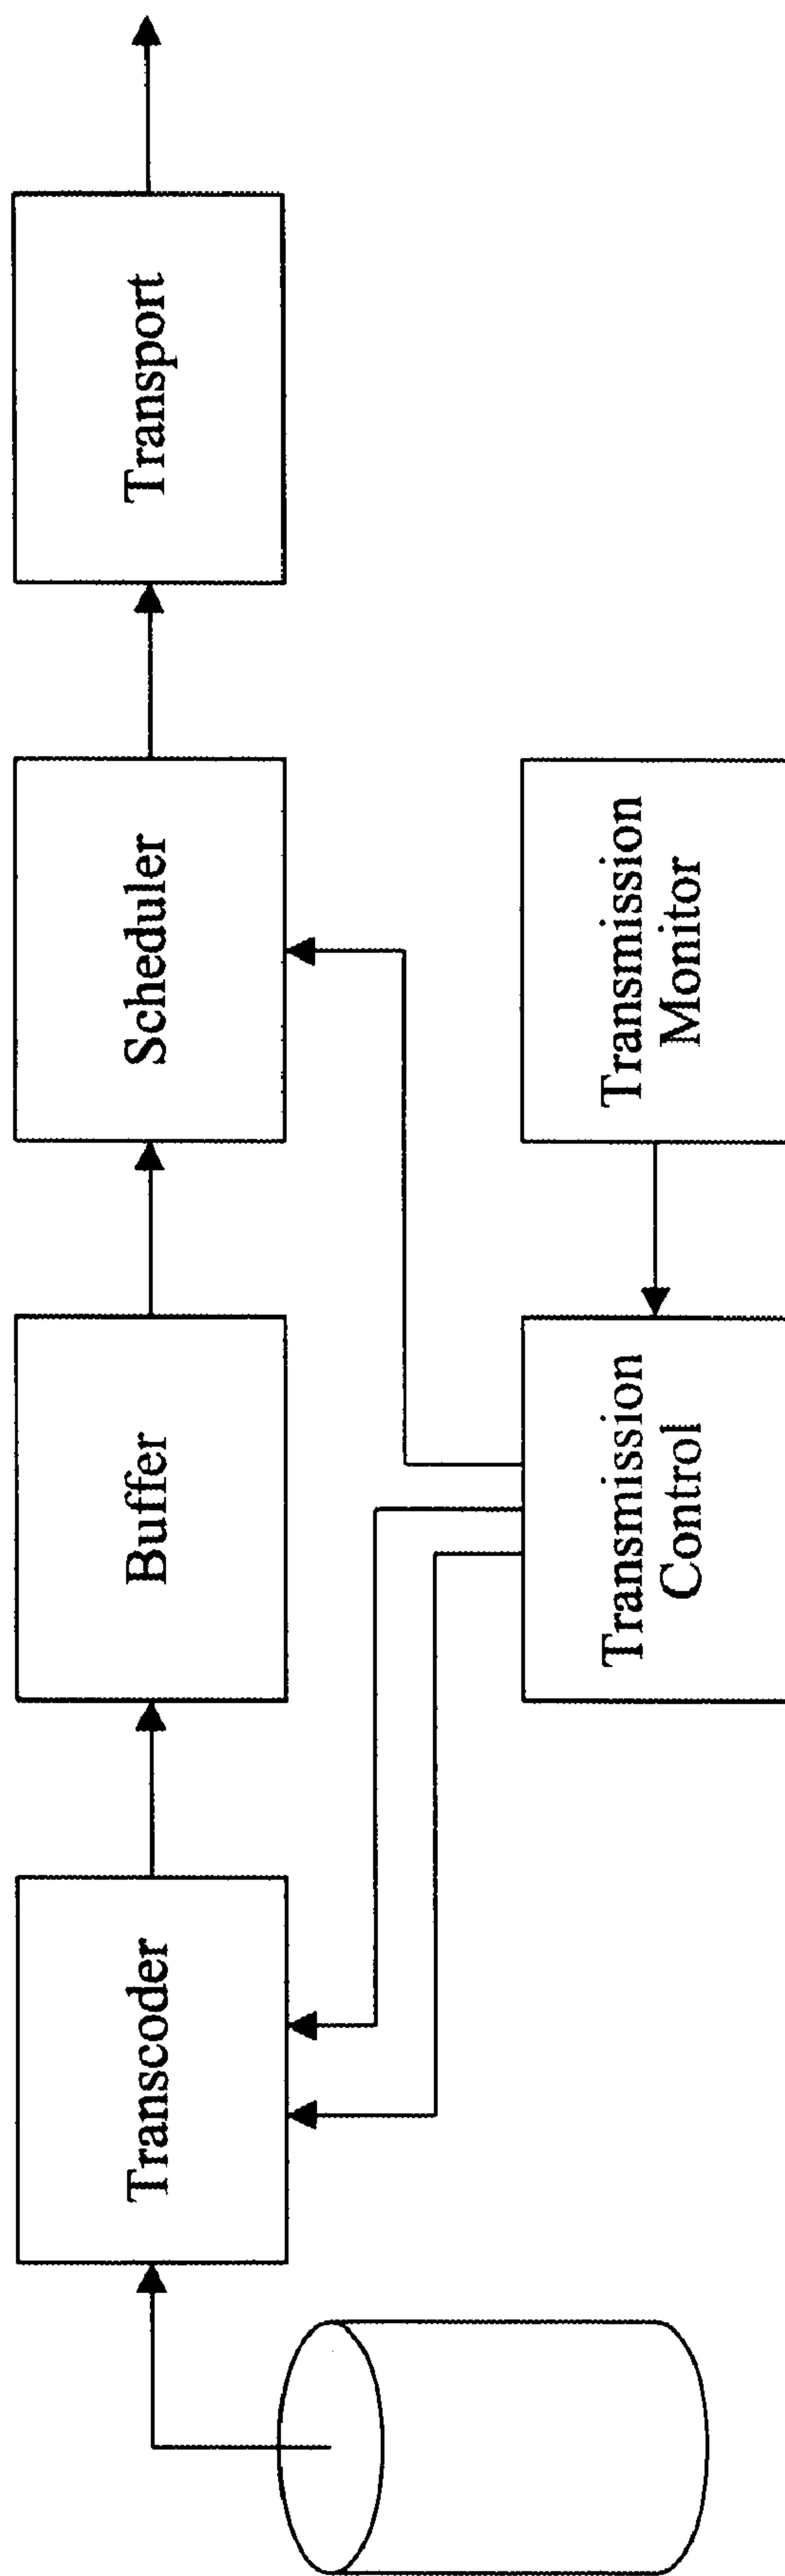 Transcoder
Buffer
Scheduler
Transport
Transmission
Control
Transmission
Monitor